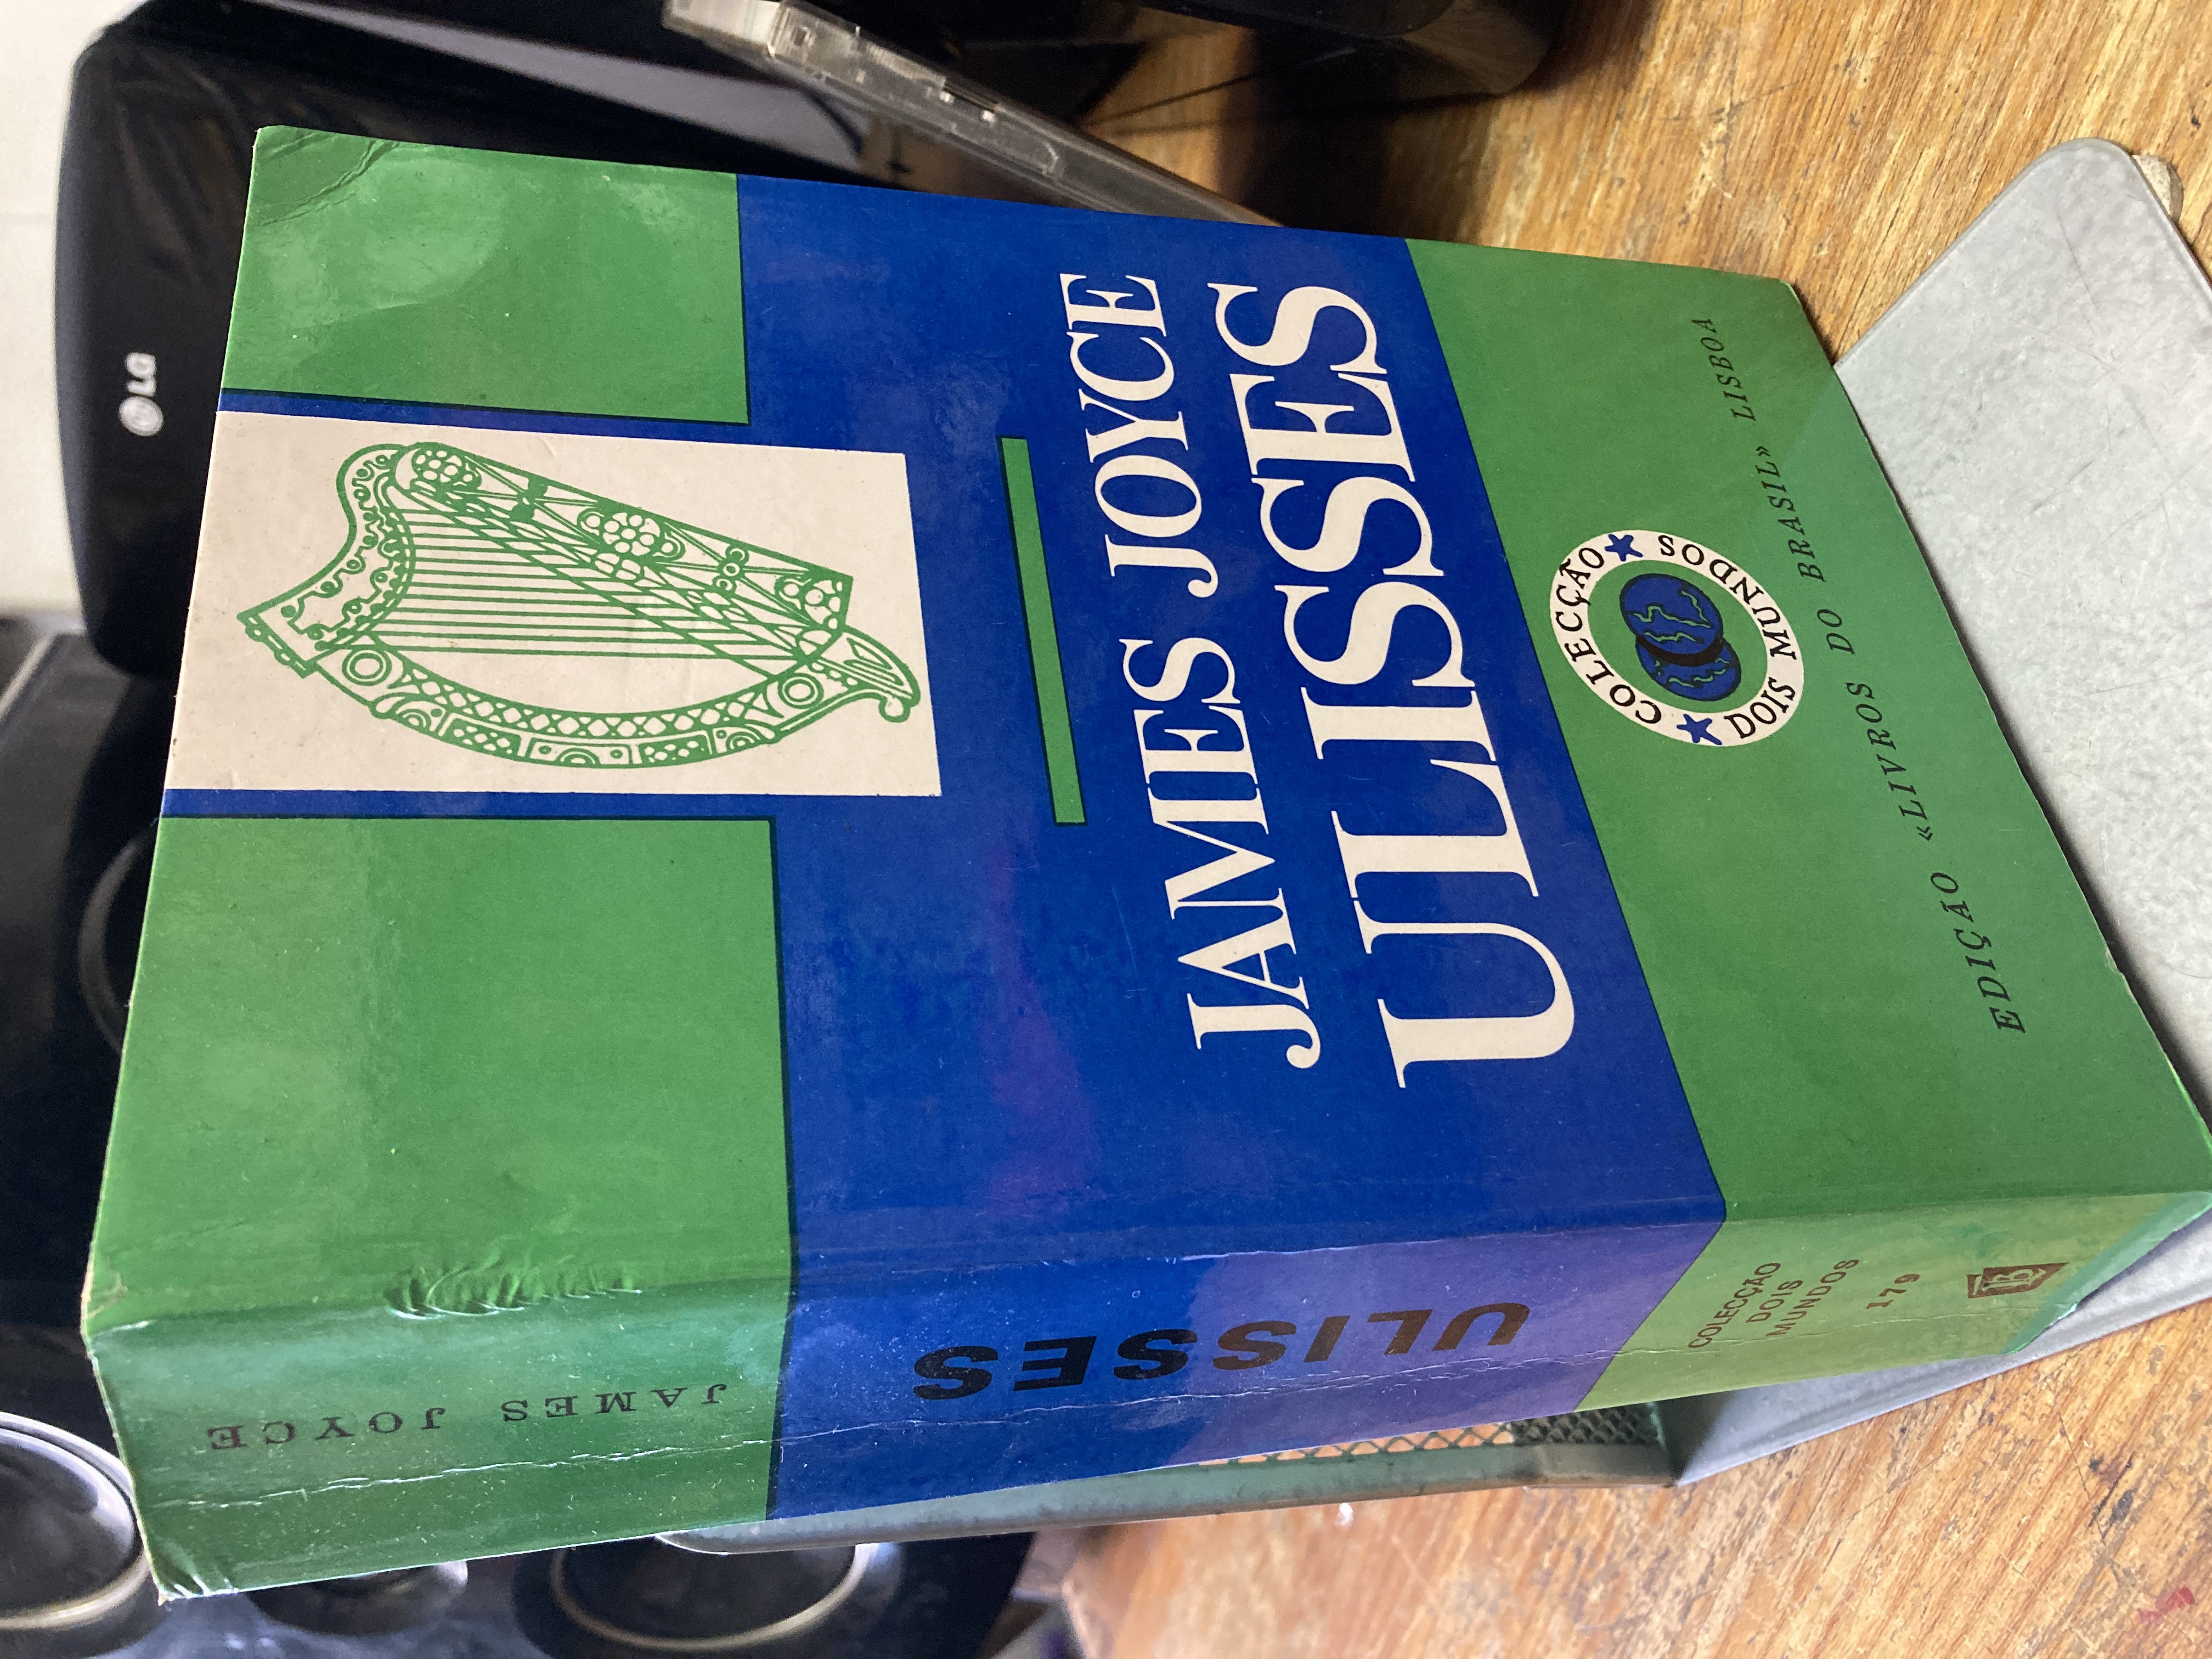 JAMES JOYCE
ULISSES
COLECÇÃO
DOIS MUNDOS
EDIÇÃO «LIVROS DO BRASIL» LISBOA
JAMES JOYCE
ULISSES
COLECÇÃO
DOIS
MUNDOS
179
LB
LG